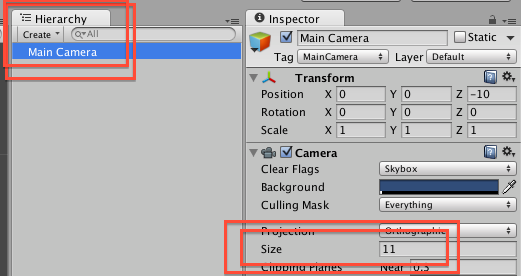 Hierarchy
Create
All
Main Camera
Inspector
Main Camera
Static
Tag MainCamera Layer Default
Transform
Position X 0 Y 0 Z -10
Rotation X 0 Y 0 Z 0
Scale X 1 Y 1 Z 1
Camera
Clear Flags Skybox
Background
Culling Mask Everything
Projection Orthographic
Size 11
Clipping Planes Near 0.3